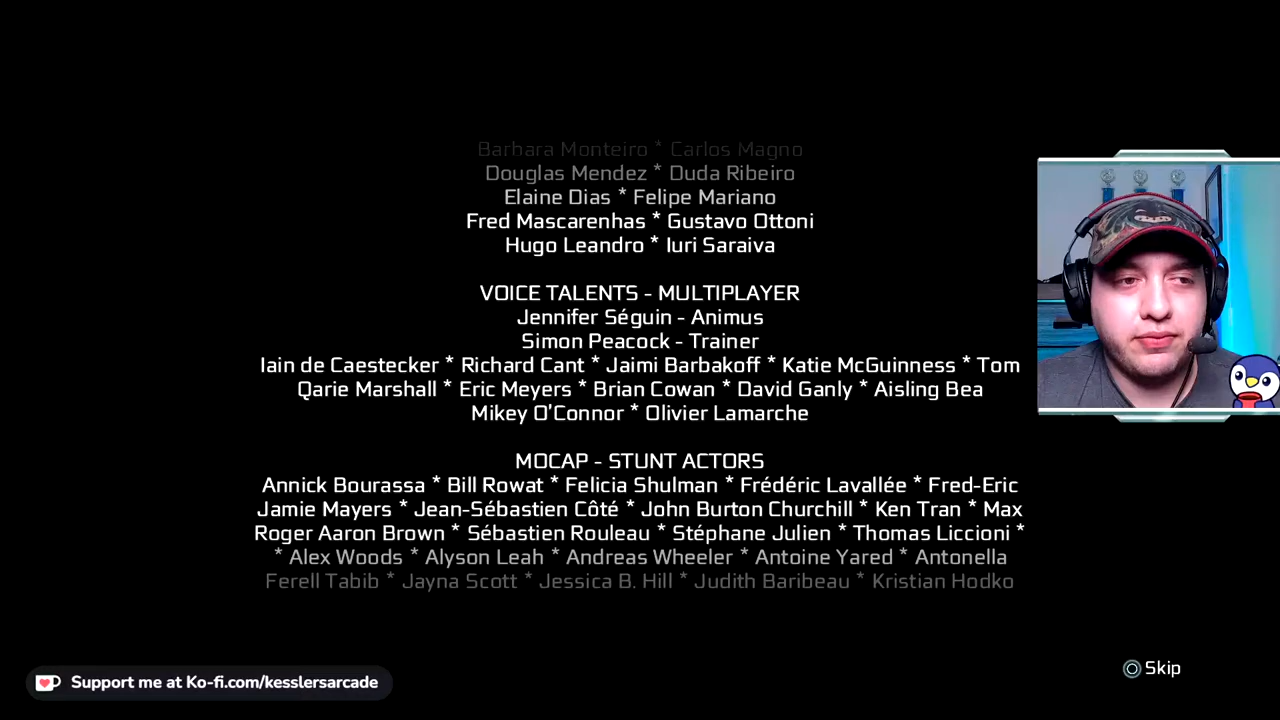 Barbara Monteiro * Carlos Magno
Douglas Mendez * Duda Ribeiro
Elaine Dias * Felipe Mariano
Fred Mascarenhas * Gustavo Ottoni
Hugo Leandro * Iuri Saraiva
VOICE TALENTS - MULTIPLAYER
Jennifer Séguin - Animus
Simon Peacock - Trainer
Iain de Caestecker * Richard Cant * Jaimi Barbakoff * Katie McGuinness * Tom
Qarie Marshall * Eric Meyers * Brian Cowan * David Ganly * Aisling Bea
Mikey O'Connor * Olivier Lamarche
MOCAP - STUNT ACTORS
Annick Bourassa * Bill Rowat * Felicia Shulman * Frédéric Lavallée * Fred-Eric
Jamie Mayers * Jean-Sébastien Côté * John Burton Churchill * Ken Tran * Max
Roger Aaron Brown * Sébastien Rouleau * Stéphane Julien * Thomas Liccioni *
* Alex Woods * Alyson Leah * Andreas Wheeler * Antoine Yared * Antonella
Ferell Tabib * Jayna Scott * Jessica B. Hill * Judith Baribeau * Kristian Hodko
Skip
Support me at Ko-fi.com/kesslersarcade